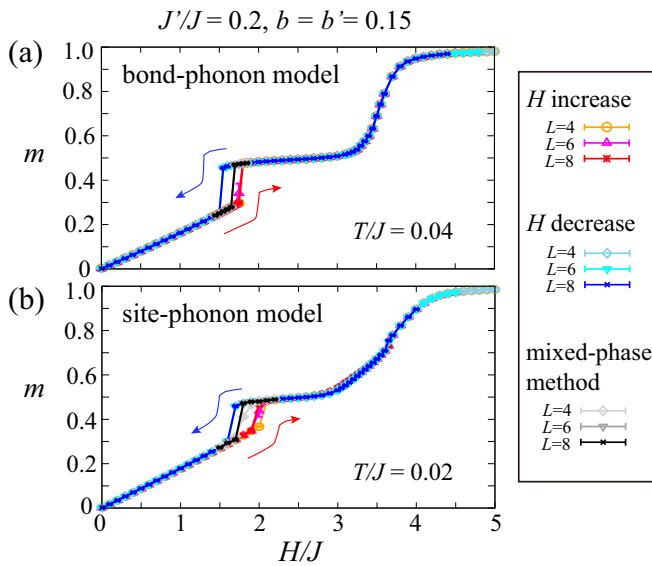 J'/J = 0.2, b = b' = 0.15
(a)
bond-phonon model
m
1.0
0.8
0.6
0.4
0.2
0
T/J = 0.04
(b)
site-phonon model
m
1.0
0.8
0.6
0.4
0.2
0.0
T/J = 0.02
0 1 2 3 4 5
H/J
H increase
L=4
L=6
L=8
H decrease
L=4
L=6
L=8
mixed-phase
method
L=4
L=6
L=8